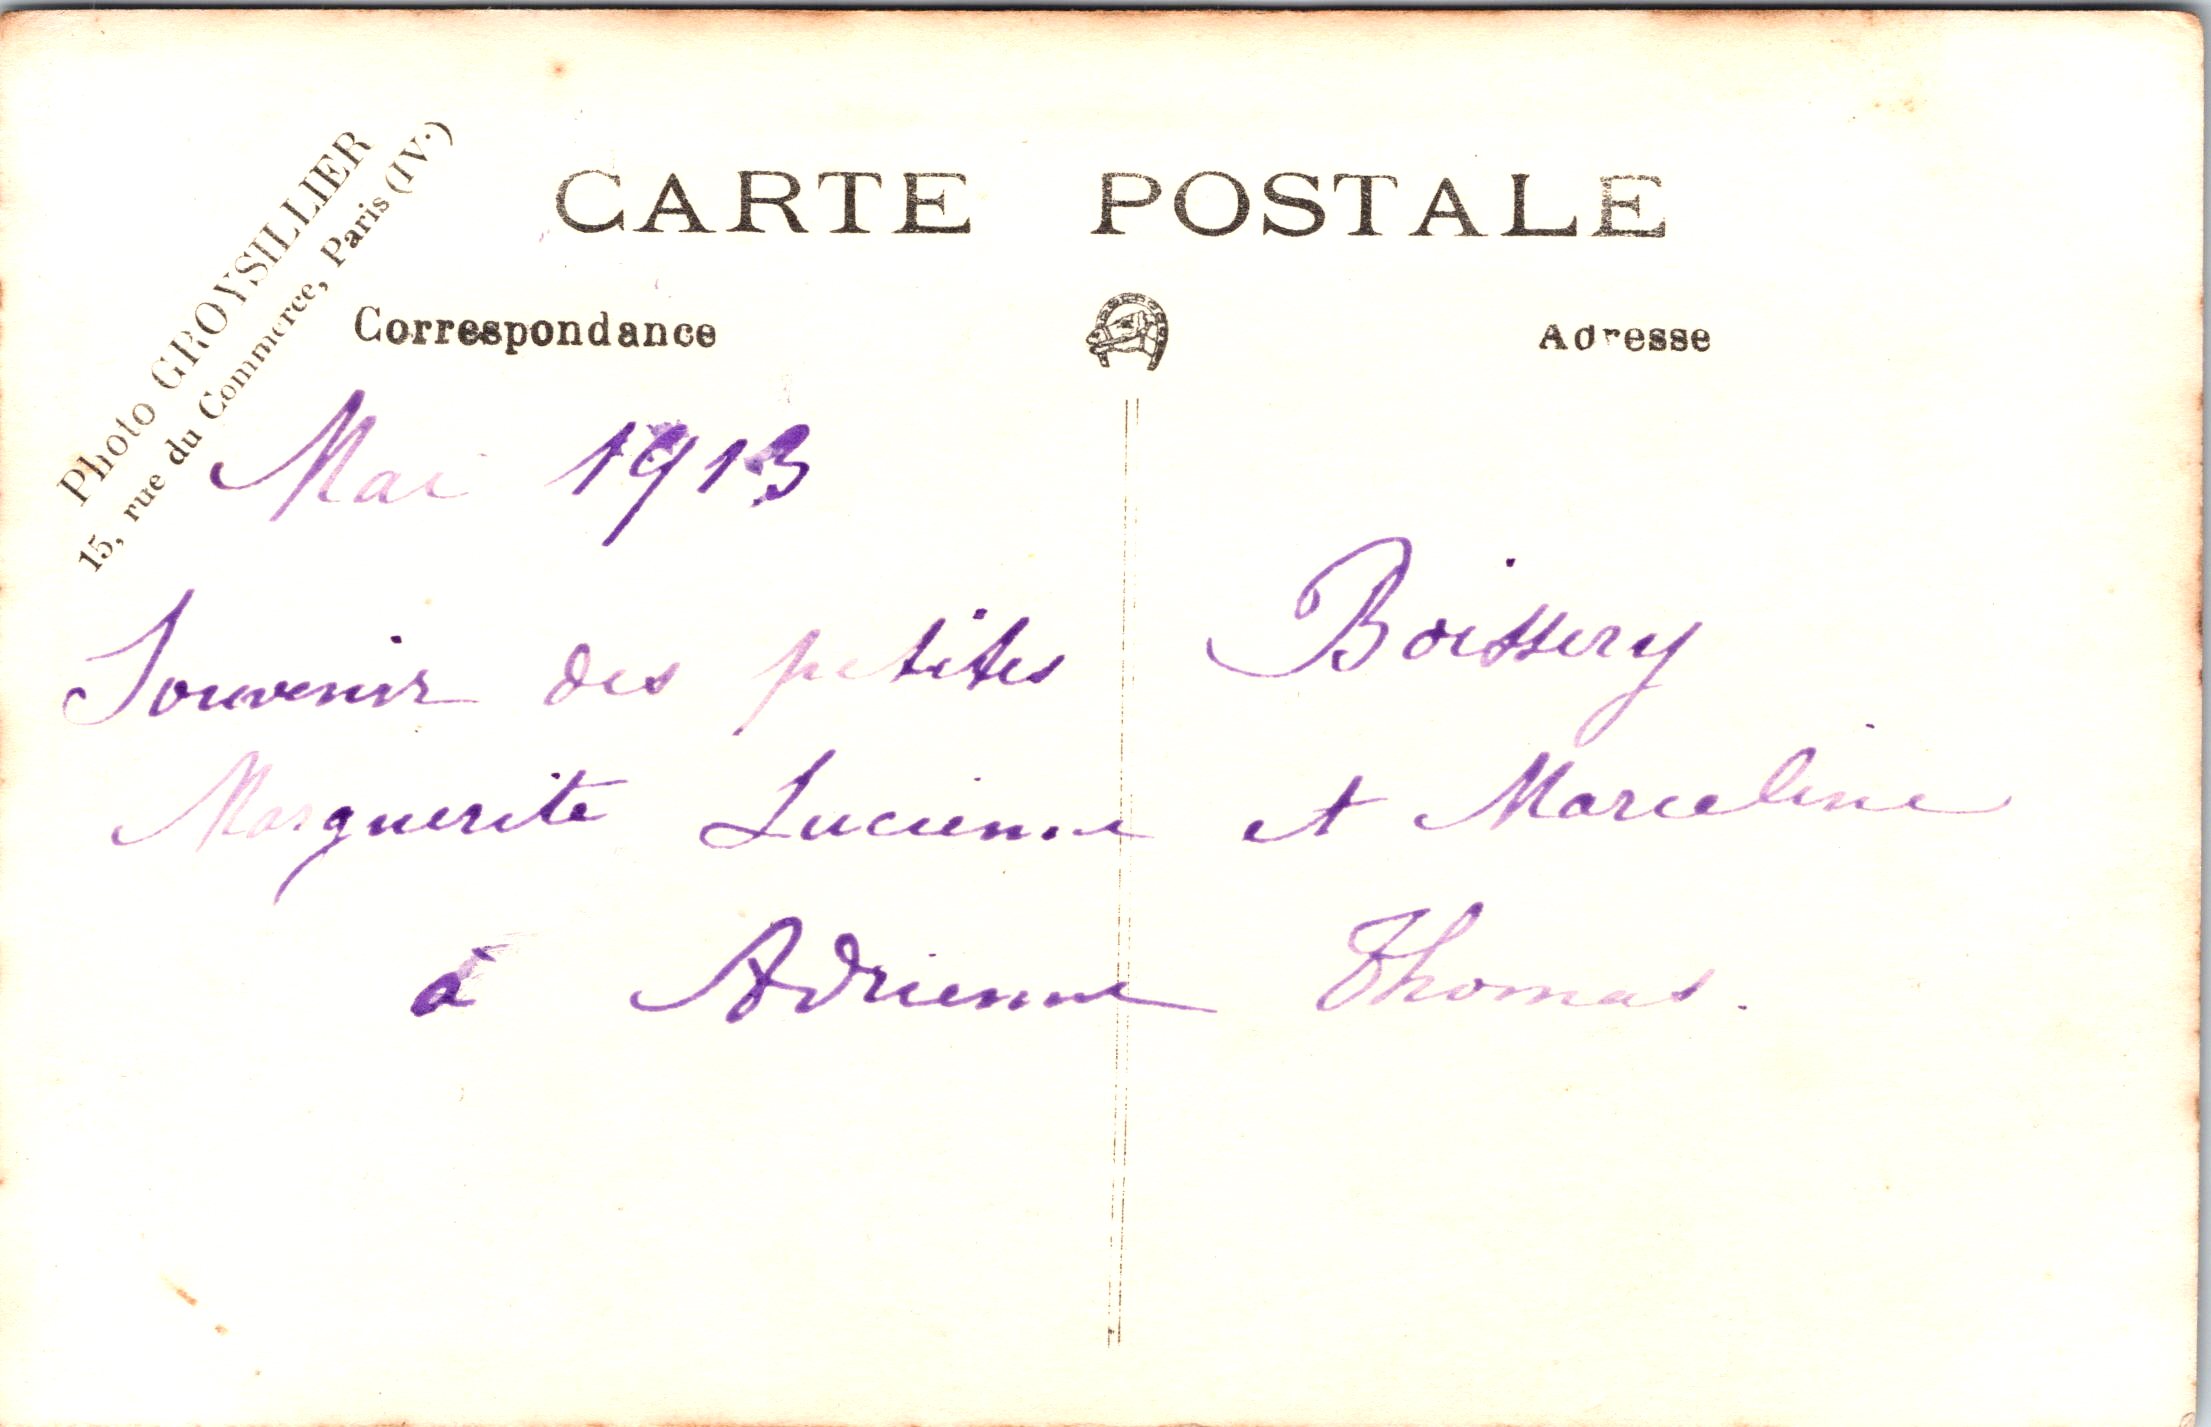 Photo GROYSILLIER
15, rue du Commerce, Paris (IV.)
CARTE POSTALE
Correspondance
Adresse
Mai 1913
Souvenir des petites Boissery
Marguerite Lucienne et Marceline
à Adrienne Thomas.